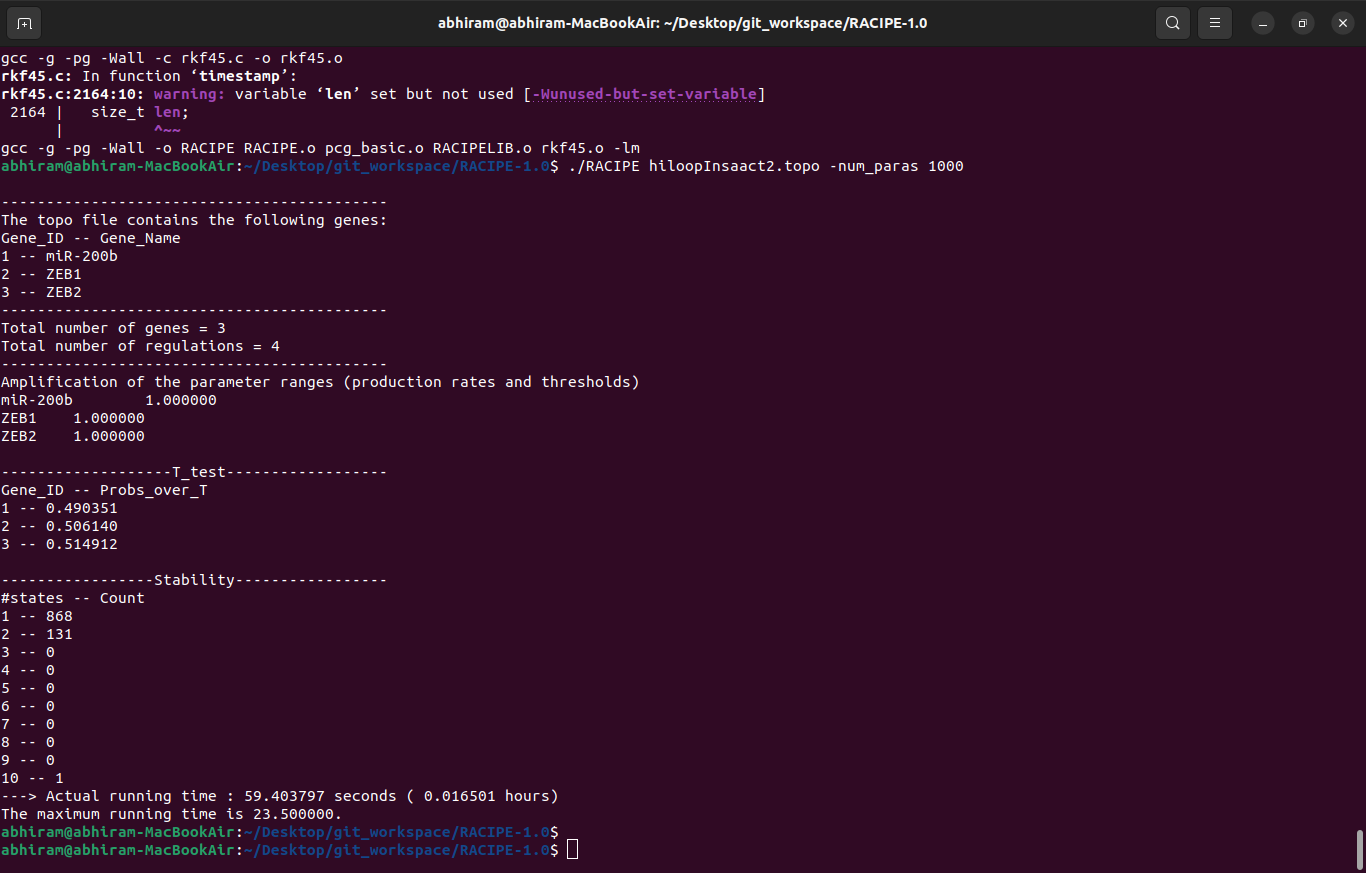 abhiram@abhiram-MacBookAir: ~/Desktop/git_workspace/RACIPE-1.0
gcc -g -pg -Wall -c rkf45.c -o rkf45.o
rkf45.c: In function ‘timestamp’:
rkf45.c:2164:10: warning: variable ‘len’ set but not used [-Wunused-but-set-variable]
 2164 |   size_t len;
      |          ^~~
gcc -g -pg -Wall -o RACIPE RACIPE.o pcg_basic.o RACIPELIB.o rkf45.o -lm
abhiram@abhiram-MacBookAir:~/Desktop/git_workspace/RACIPE-1.0$ ./RACIPE hiloopInsaact2.topo -num_paras 1000
-------------------------------------------
The topo file contains the following genes:
Gene_ID -- Gene_Name
1 -- miR-200b
2 -- ZEB1
3 -- ZEB2
-------------------------------------------
Total number of genes = 3
Total number of regulations = 4
-------------------------------------------
Amplification of the parameter ranges (production rates and thresholds)
miR-200b        1.000000
ZEB1    1.000000
ZEB2    1.000000
-------------------T_test------------------
Gene_ID -- Probs_over_T
1 -- 0.490351
2 -- 0.506140
3 -- 0.514912
-----------------Stability-----------------
#states -- Count
1 -- 868
2 -- 131
3 -- 0
4 -- 0
5 -- 0
6 -- 0
7 -- 0
8 -- 0
9 -- 0
10 -- 1
---> Actual running time : 59.403797 seconds ( 0.016501 hours)
The maximum running time is 23.500000.
abhiram@abhiram-MacBookAir:~/Desktop/git_workspace/RACIPE-1.0$
abhiram@abhiram-MacBookAir:~/Desktop/git_workspace/RACIPE-1.0$